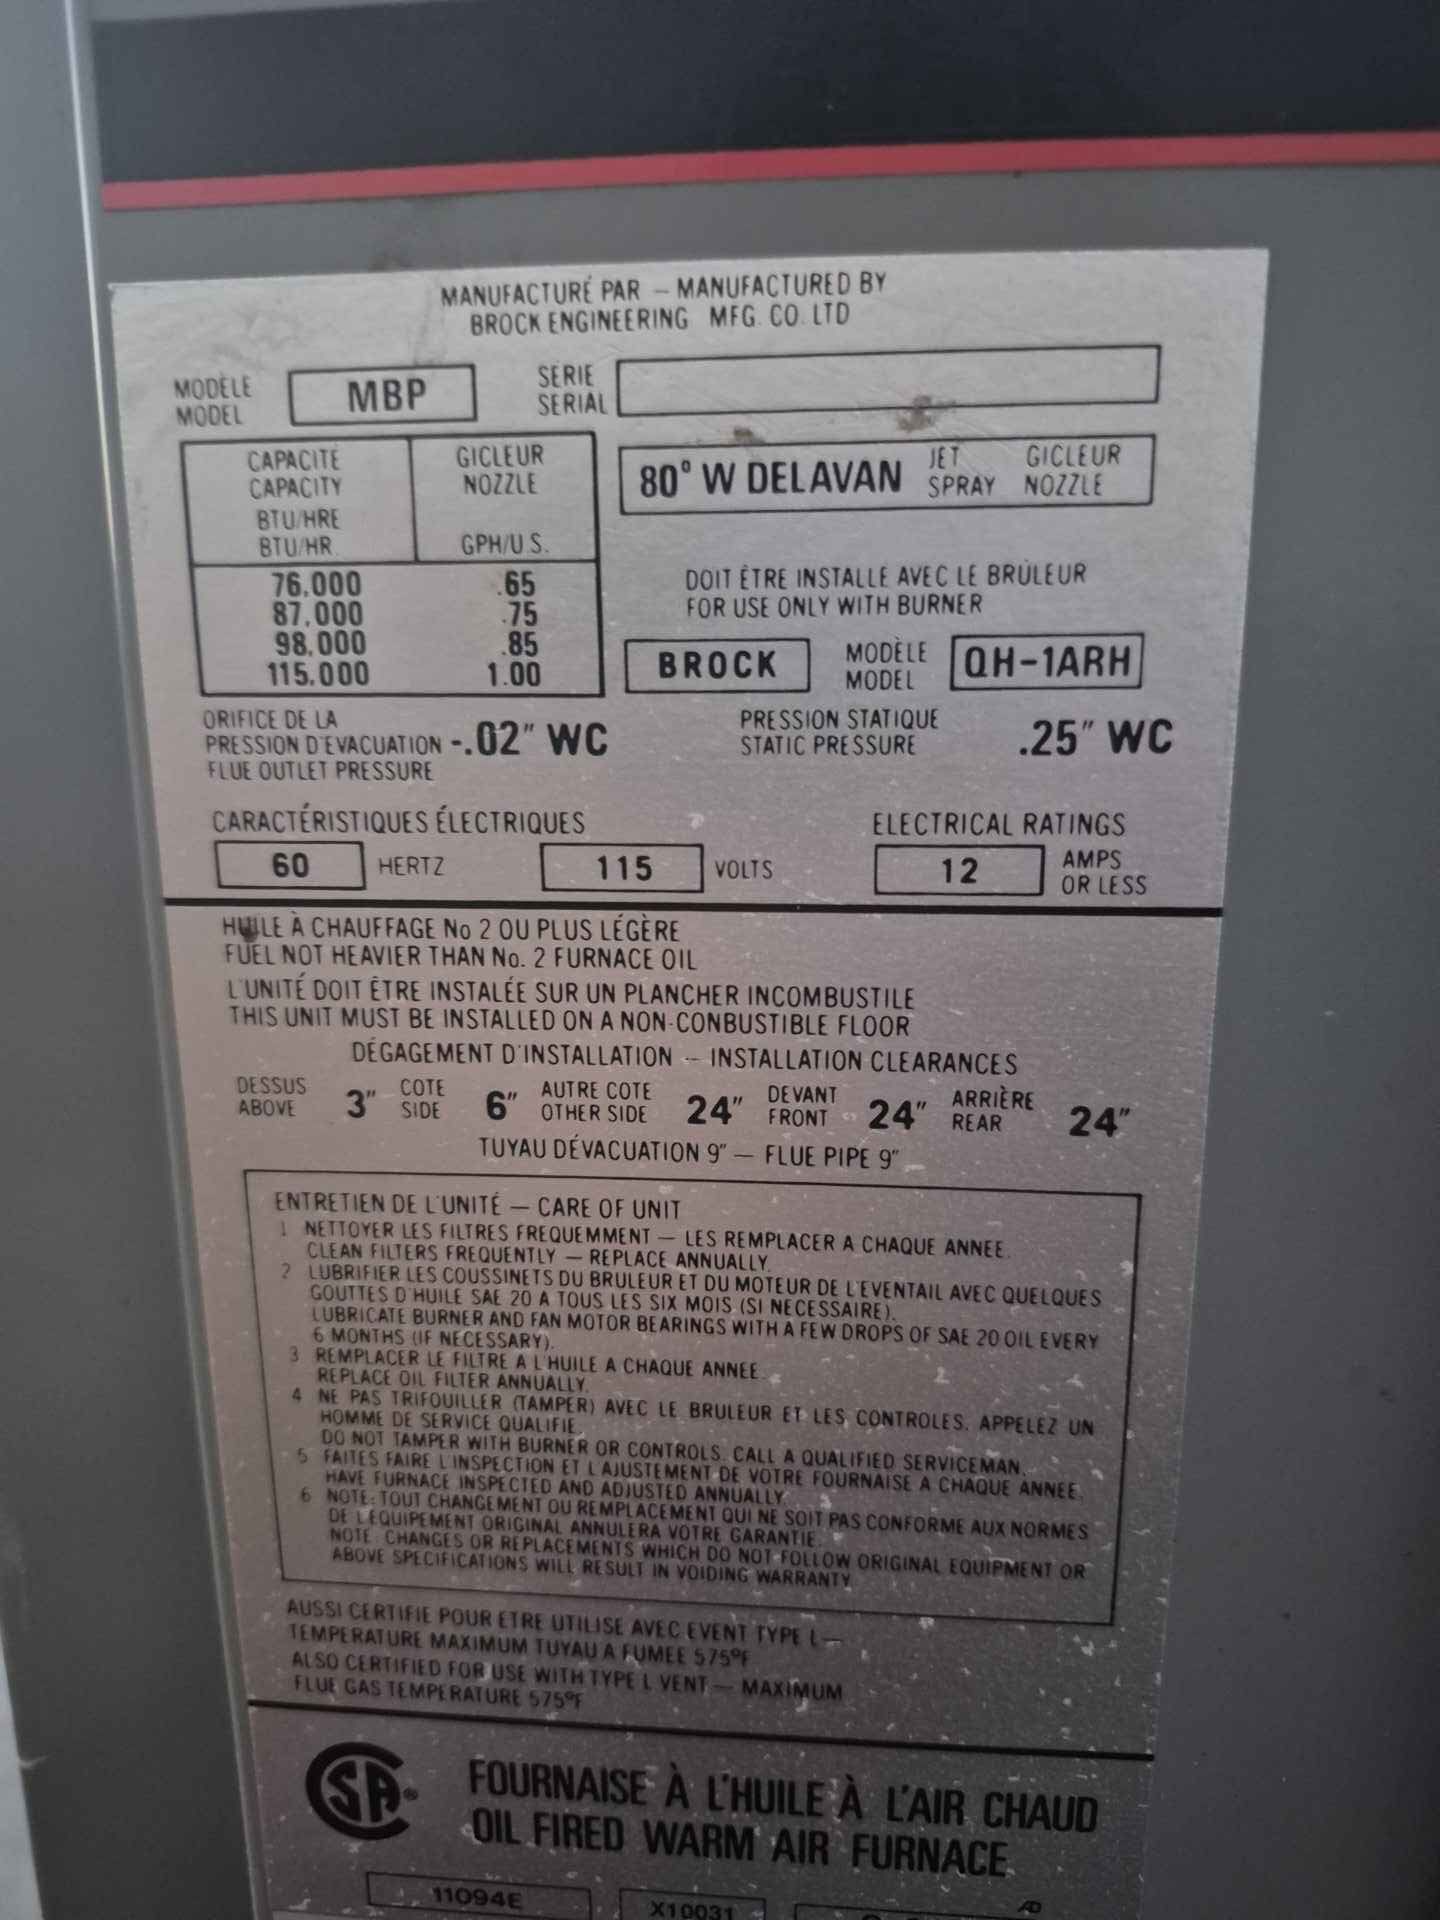 MANUFACTURÉ PAR – MANUFACTURED BY
BROCK ENGINEERING MFG. CO. LTD
MODÈLE
MODEL
MBP
SERIE
SERIAL
CAPACITÉ
CAPACITY
BTU/HRE
BTU/HR.
GICLEUR
NOZZLE
GPH/U.S.
76,000 .65
87,000 .75
98,000 .85
115,000 1.00
80° W DELAVAN
JET GICLEUR
SPRAY NOZZLE
DOIT ÊTRE INSTALLÉ AVEC LE BRÛLEUR
FOR USE ONLY WITH BURNER
BROCK
MODÈLE
MODEL
QH-1ARH
ORIFICE DE LA
PRESSION D'EVACUATION
FLUE OUTLET PRESSURE
-.02" WC
PRESSION STATIQUE
STATIC PRESSURE
.25" WC
CARACTÉRISTIQUES ÉLECTRIQUES
ELECTRICAL RATINGS
60 HERTZ
115 VOLTS
12
AMPS
OR LESS
HUILE À CHAUFFAGE No 2 OU PLUS LÉGÈRE
FUEL NOT HEAVIER THAN No. 2 FURNACE OIL
L'UNITÉ DOIT ÊTRE INSTALÉE SUR UN PLANCHER INCOMBUSTILE
THIS UNIT MUST BE INSTALLED ON A NON-CONBUSTIBLE FLOOR
DÉGAGEMENT D'INSTALLATION – INSTALLATION CLEARANCES
DESSUS
ABOVE
3"
COTE
SIDE
6"
AUTRE COTE
OTHER SIDE
24"
DEVANT
FRONT
24"
ARRIÈRE
REAR
24"
TUYAU DÉVACUATION 9" – FLUE PIPE 9"
ENTRETIEN DE L'UNITÉ – CARE OF UNIT
1 NETTOYER LES FILTRES FREQUEMMENT – LES REMPLACER A CHAQUE ANNEE.
CLEAN FILTERS FREQUENTLY – REPLACE ANNUALLY.
2 LUBRIFIER LES COUSSINETS DU BRULEUR ET DU MOTEUR DE L'EVENTAIL AVEC QUELQUES
GOUTTES D'HUILE SAE 20 A TOUS LES SIX MOIS (SI NECESSAIRE).
LUBRICATE BURNER AND FAN MOTOR BEARINGS WITH A FEW DROPS OF SAE 20 OIL EVERY
6 MONTHS (IF NECESSARY).
3 REMPLACER LE FILTRE A L'HUILE A CHAQUE ANNEE.
REPLACE OIL FILTER ANNUALLY.
4 NE PAS TRIFOUILLER (TAMPER) AVEC LE BRULEUR ET LES CONTROLES. APPELEZ UN
HOMME DE SERVICE QUALIFIE.
DO NOT TAMPER WITH BURNER OR CONTROLS. CALL A QUALIFIED SERVICEMAN.
5 FAITES FAIRE L'INSPECTION ET L'AJUSTEMENT DE VOTRE FOURNAISE A CHAQUE ANNEE.
HAVE FURNACE INSPECTED AND ADJUSTED ANNUALLY.
6 NOTE: TOUT CHANGEMENT OU REMPLACEMENT QUI NE SOIT PAS CONFORME AUX NORMES
DE L'EQUIPEMENT ORIGINAL ANNULERA VOTRE GARANTIE.
NOTE: CHANGES OR REPLACEMENTS WHICH DO NOT FOLLOW ORIGINAL EQUIPMENT OR
ABOVE SPECIFICATIONS WILL RESULT IN VOIDING WARRANTY.
AUSSI CERTIFIE POUR ETRE UTILISE AVEC EVENT TYPE L –
TEMPERATURE MAXIMUM TUYAU A FUMEE 575°F
ALSO CERTIFIED FOR USE WITH TYPE L VENT – MAXIMUM
FLUE GAS TEMPERATURE 575°F
SA®
FOURNAISE À L'HUILE À L'AIR CHAUD
OIL FIRED WARM AIR FURNACE
11094E
X10031